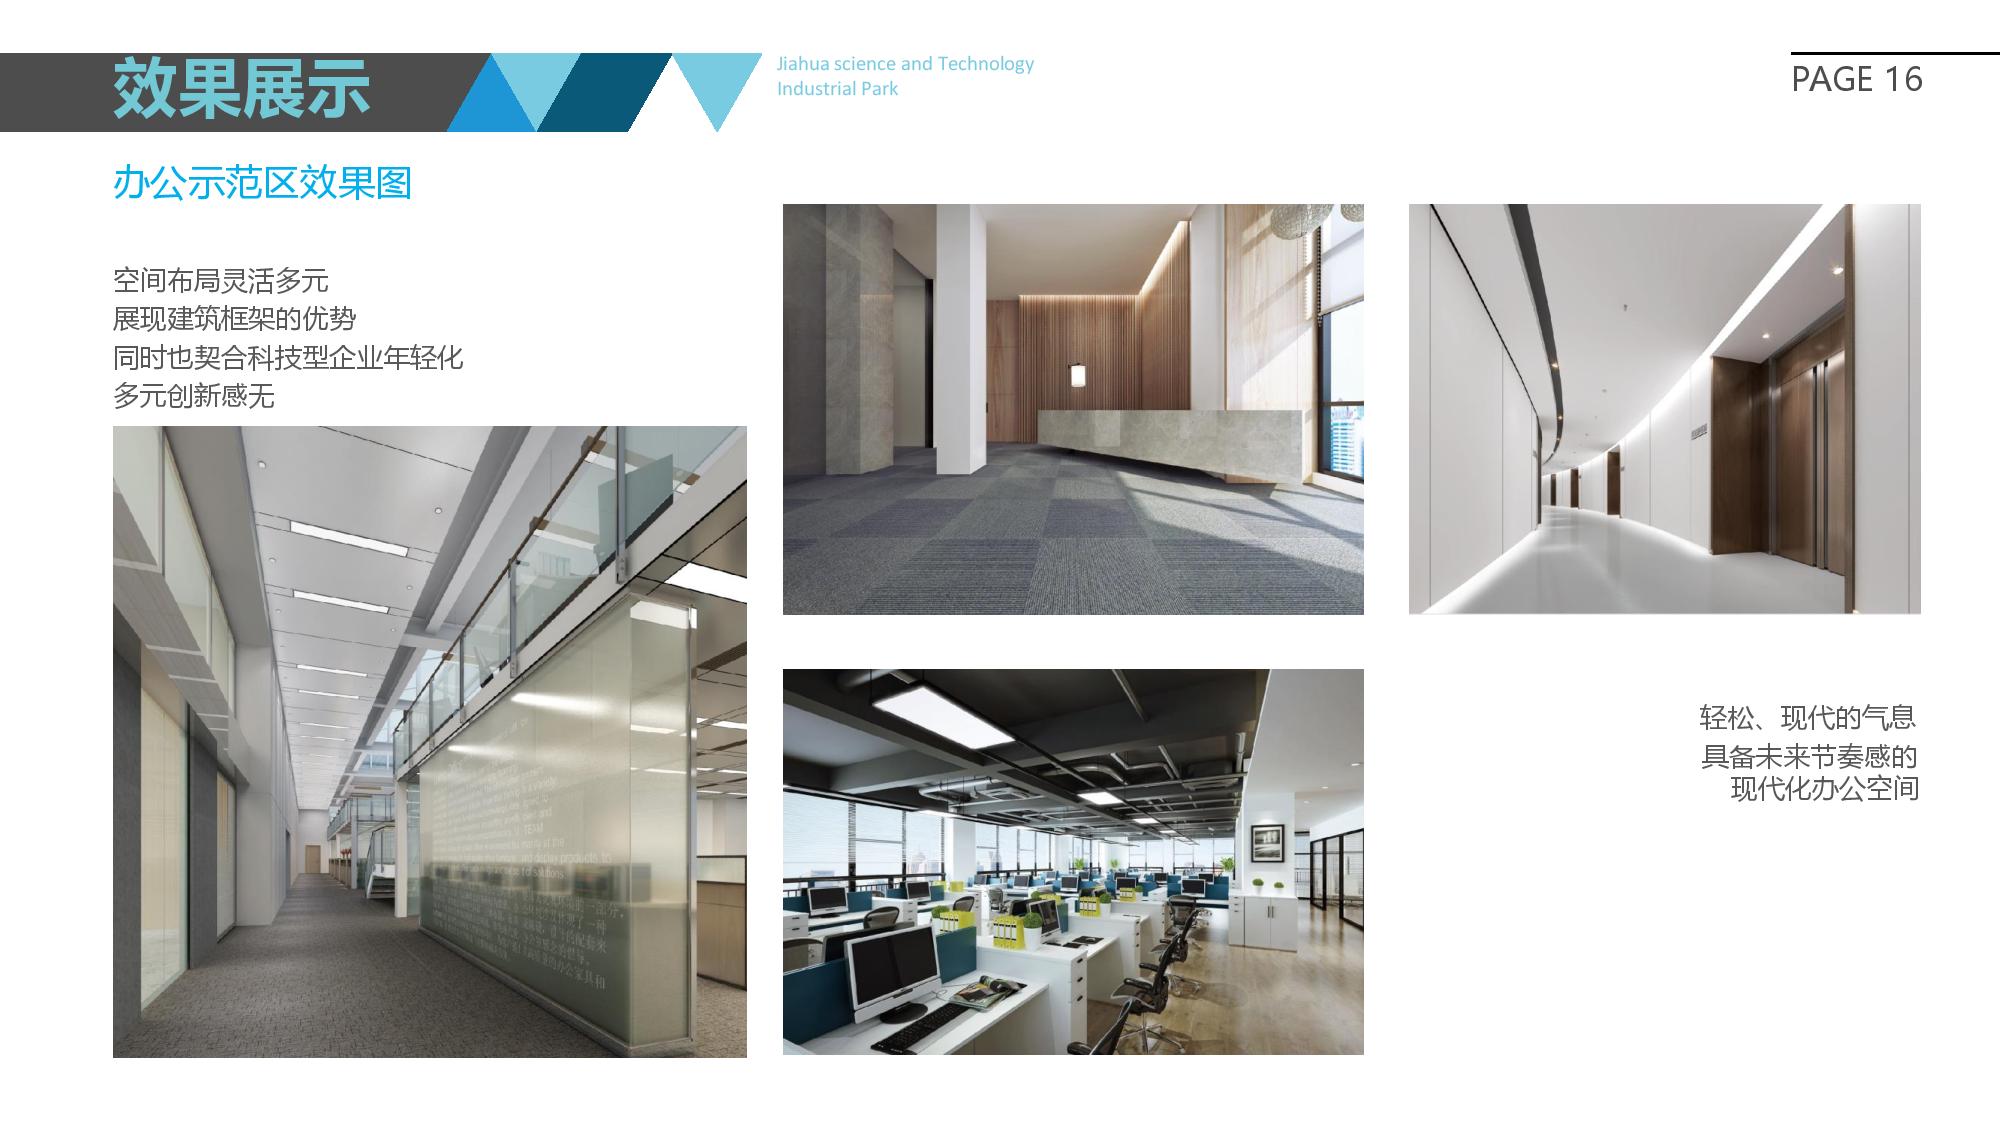 效果展示
Jiahua science and Technology
Industrial Park
PAGE 16
办公示范区效果图
空间布局灵活多元
展现建筑框架的优势
同时也契合科技型企业年轻化
多元创新感无
轻松、现代的气息
具备未来节奏感的
现代化办公空间